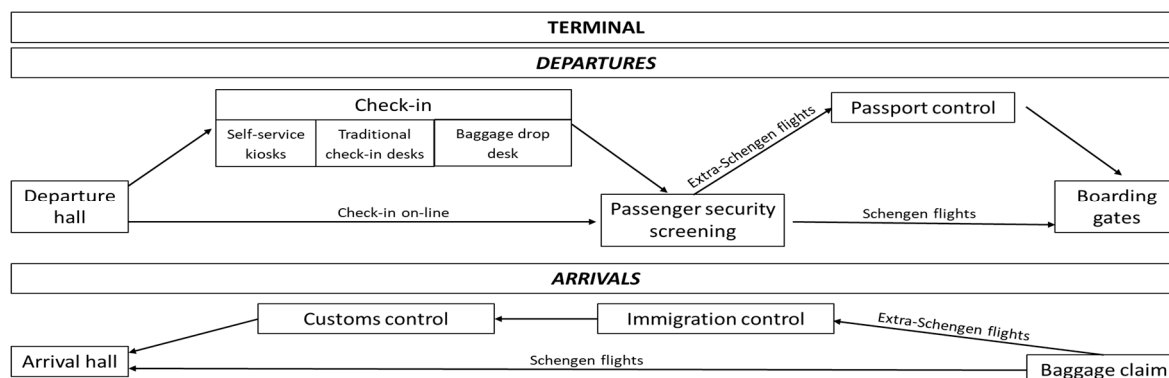 TERMINAL
DEPARTURES
Check-in
Self-service
kiosks
Traditional
check-in desks
Baggage drop
desk
Extra-Schengen flights
Passport control
Departure
hall
Check-in on-line
Passenger security
screening
Schengen flights
Boarding
gates
ARRIVALS
Customs control
Immigration control
Extra-Schengen flights
Arrival hall
Schengen flights
Baggage claim